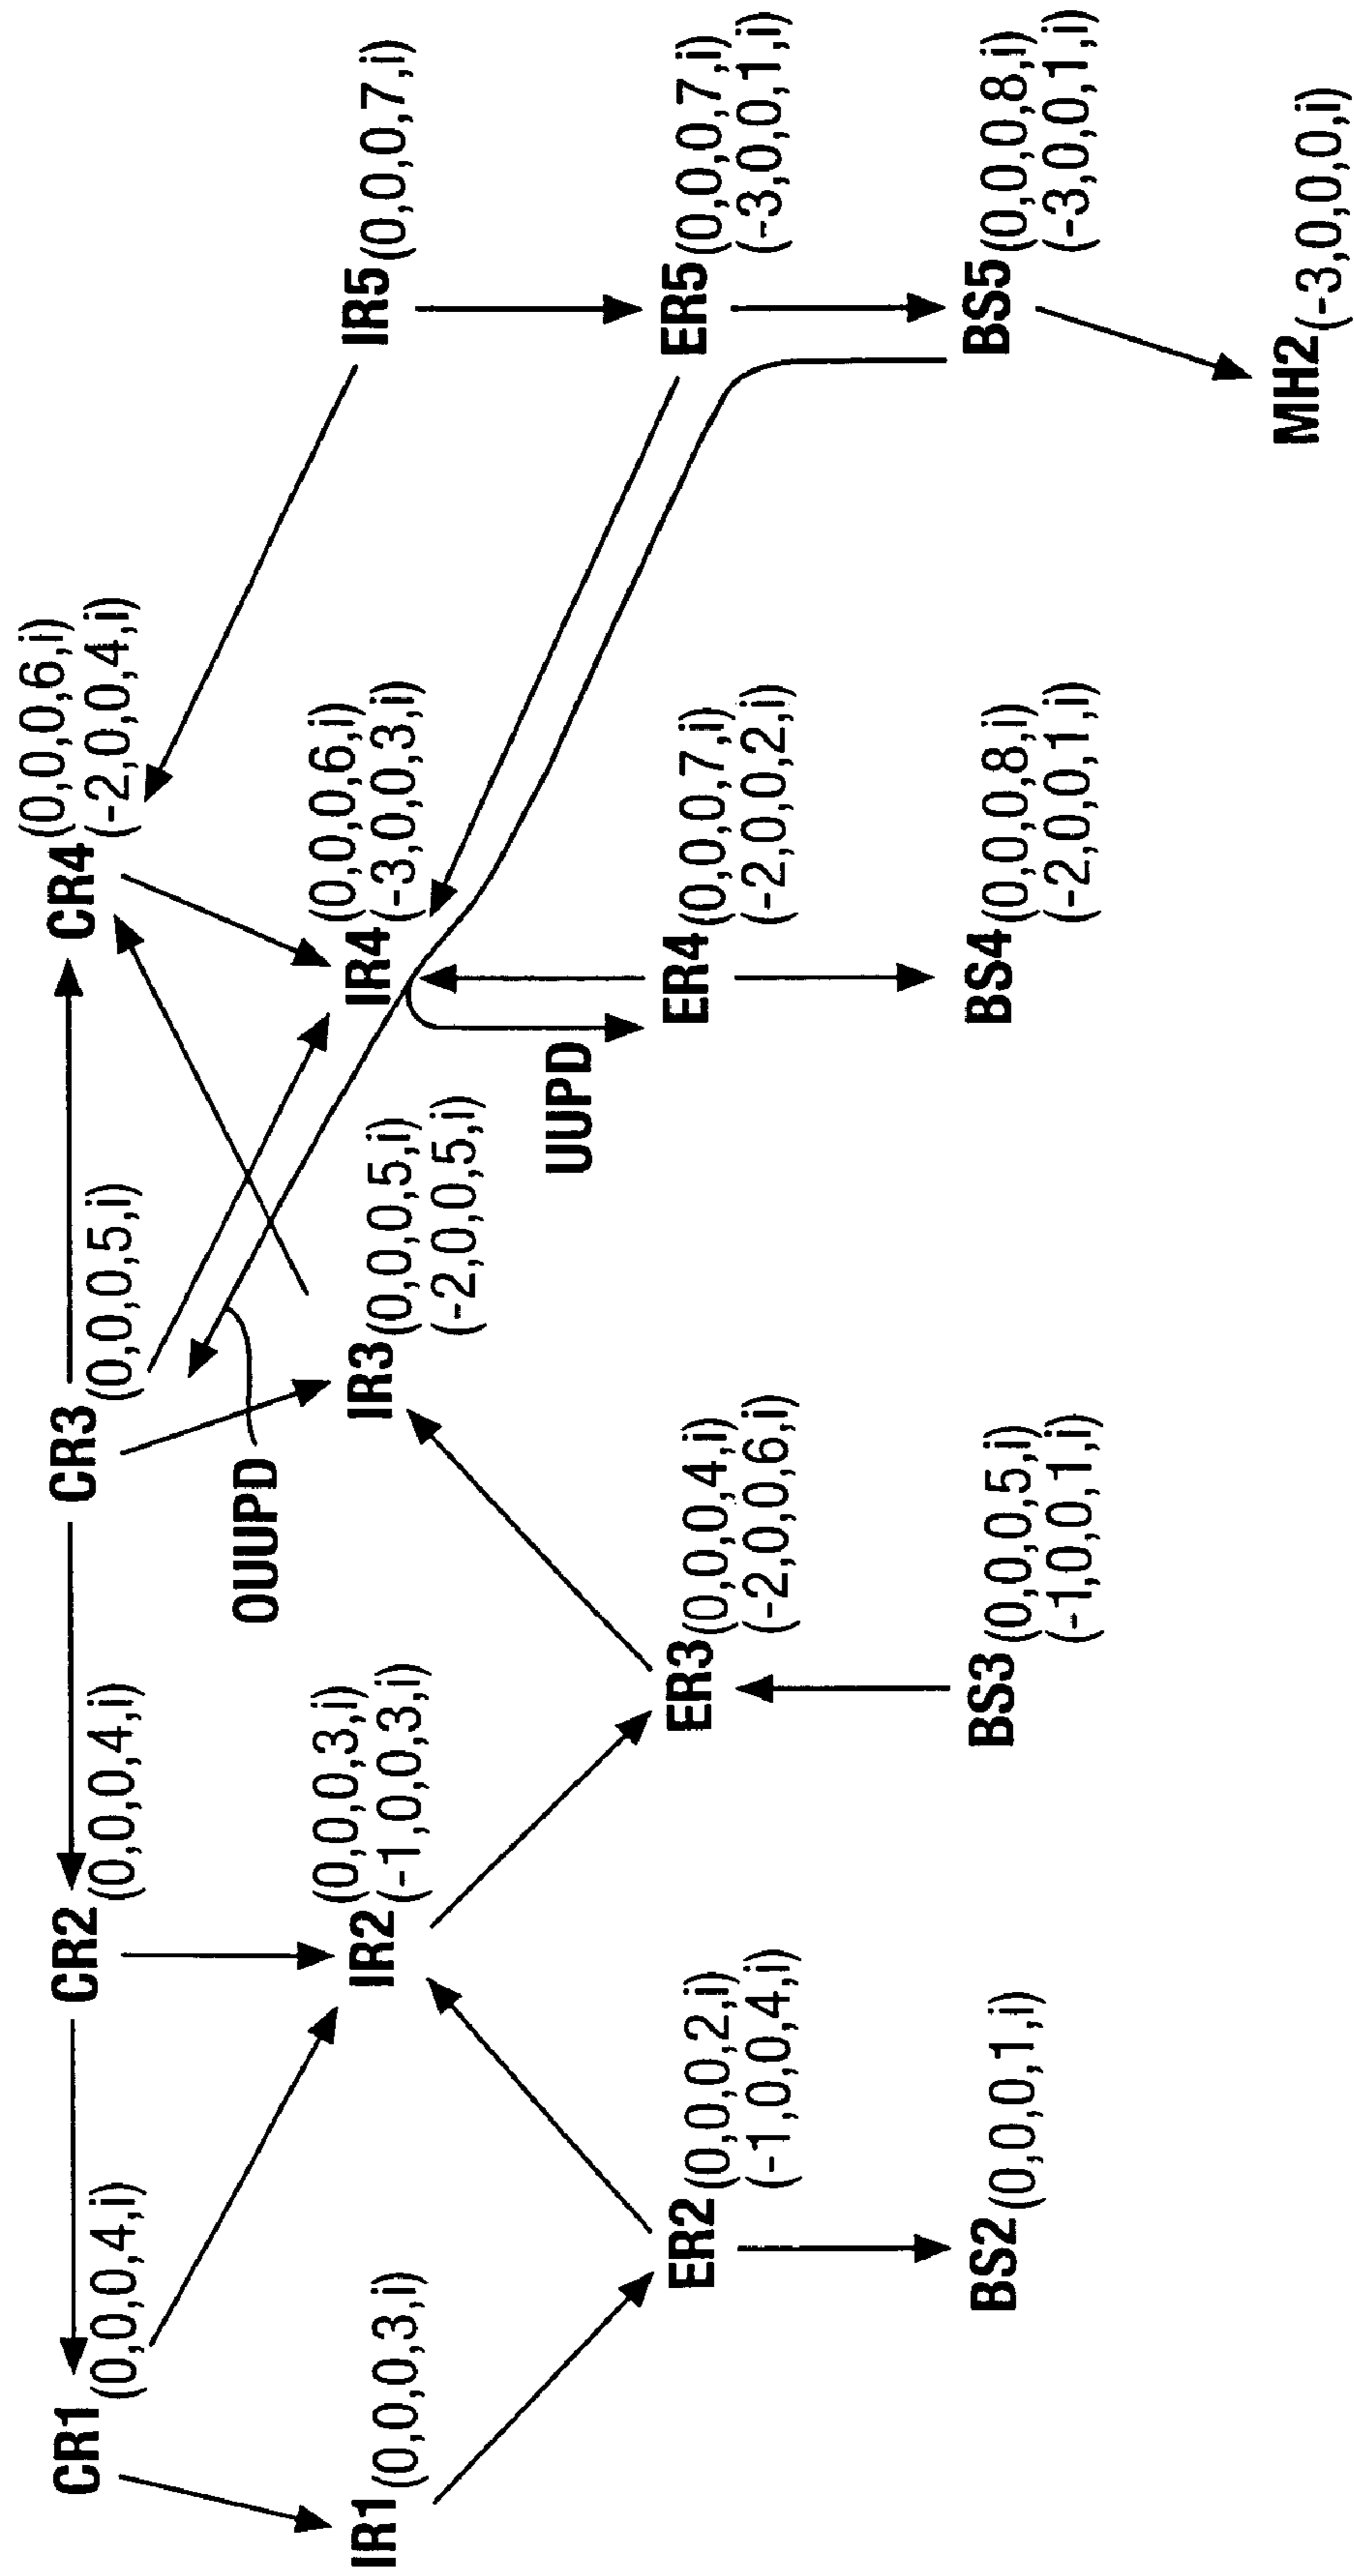 CR1
(0,0,0,4,i)
CR2
(0,0,0,4,i)
CR3
(0,0,0,5,i)
CR4
(0,0,0,6,i)
(-2,0,0,4,i)
OUUPD
IR1
(0,0,0,3,i)
IR2
(0,0,0,3,i)
(-1,0,0,3,i)
IR3
(0,0,0,5,i)
(-2,0,0,5,i)
IR4
(0,0,0,6,i)
(-3,0,0,3,i)
IR5
(0,0,0,7,i)
UUPD
ER2
(0,0,0,2,i)
(-1,0,0,4,i)
ER3
(0,0,0,4,i)
(-2,0,0,6,i)
ER4
(0,0,0,7,i)
(-2,0,0,2,i)
ER5
(0,0,0,7,i)
(-3,0,0,1,i)
BS2
(0,0,0,1,i)
BS3
(0,0,0,5,i)
(-1,0,0,1,i)
BS4
(0,0,0,8,i)
(-2,0,0,1,i)
BS5
(0,0,0,8,i)
(-3,0,0,1,i)
MH2
(-3,0,0,0,i)